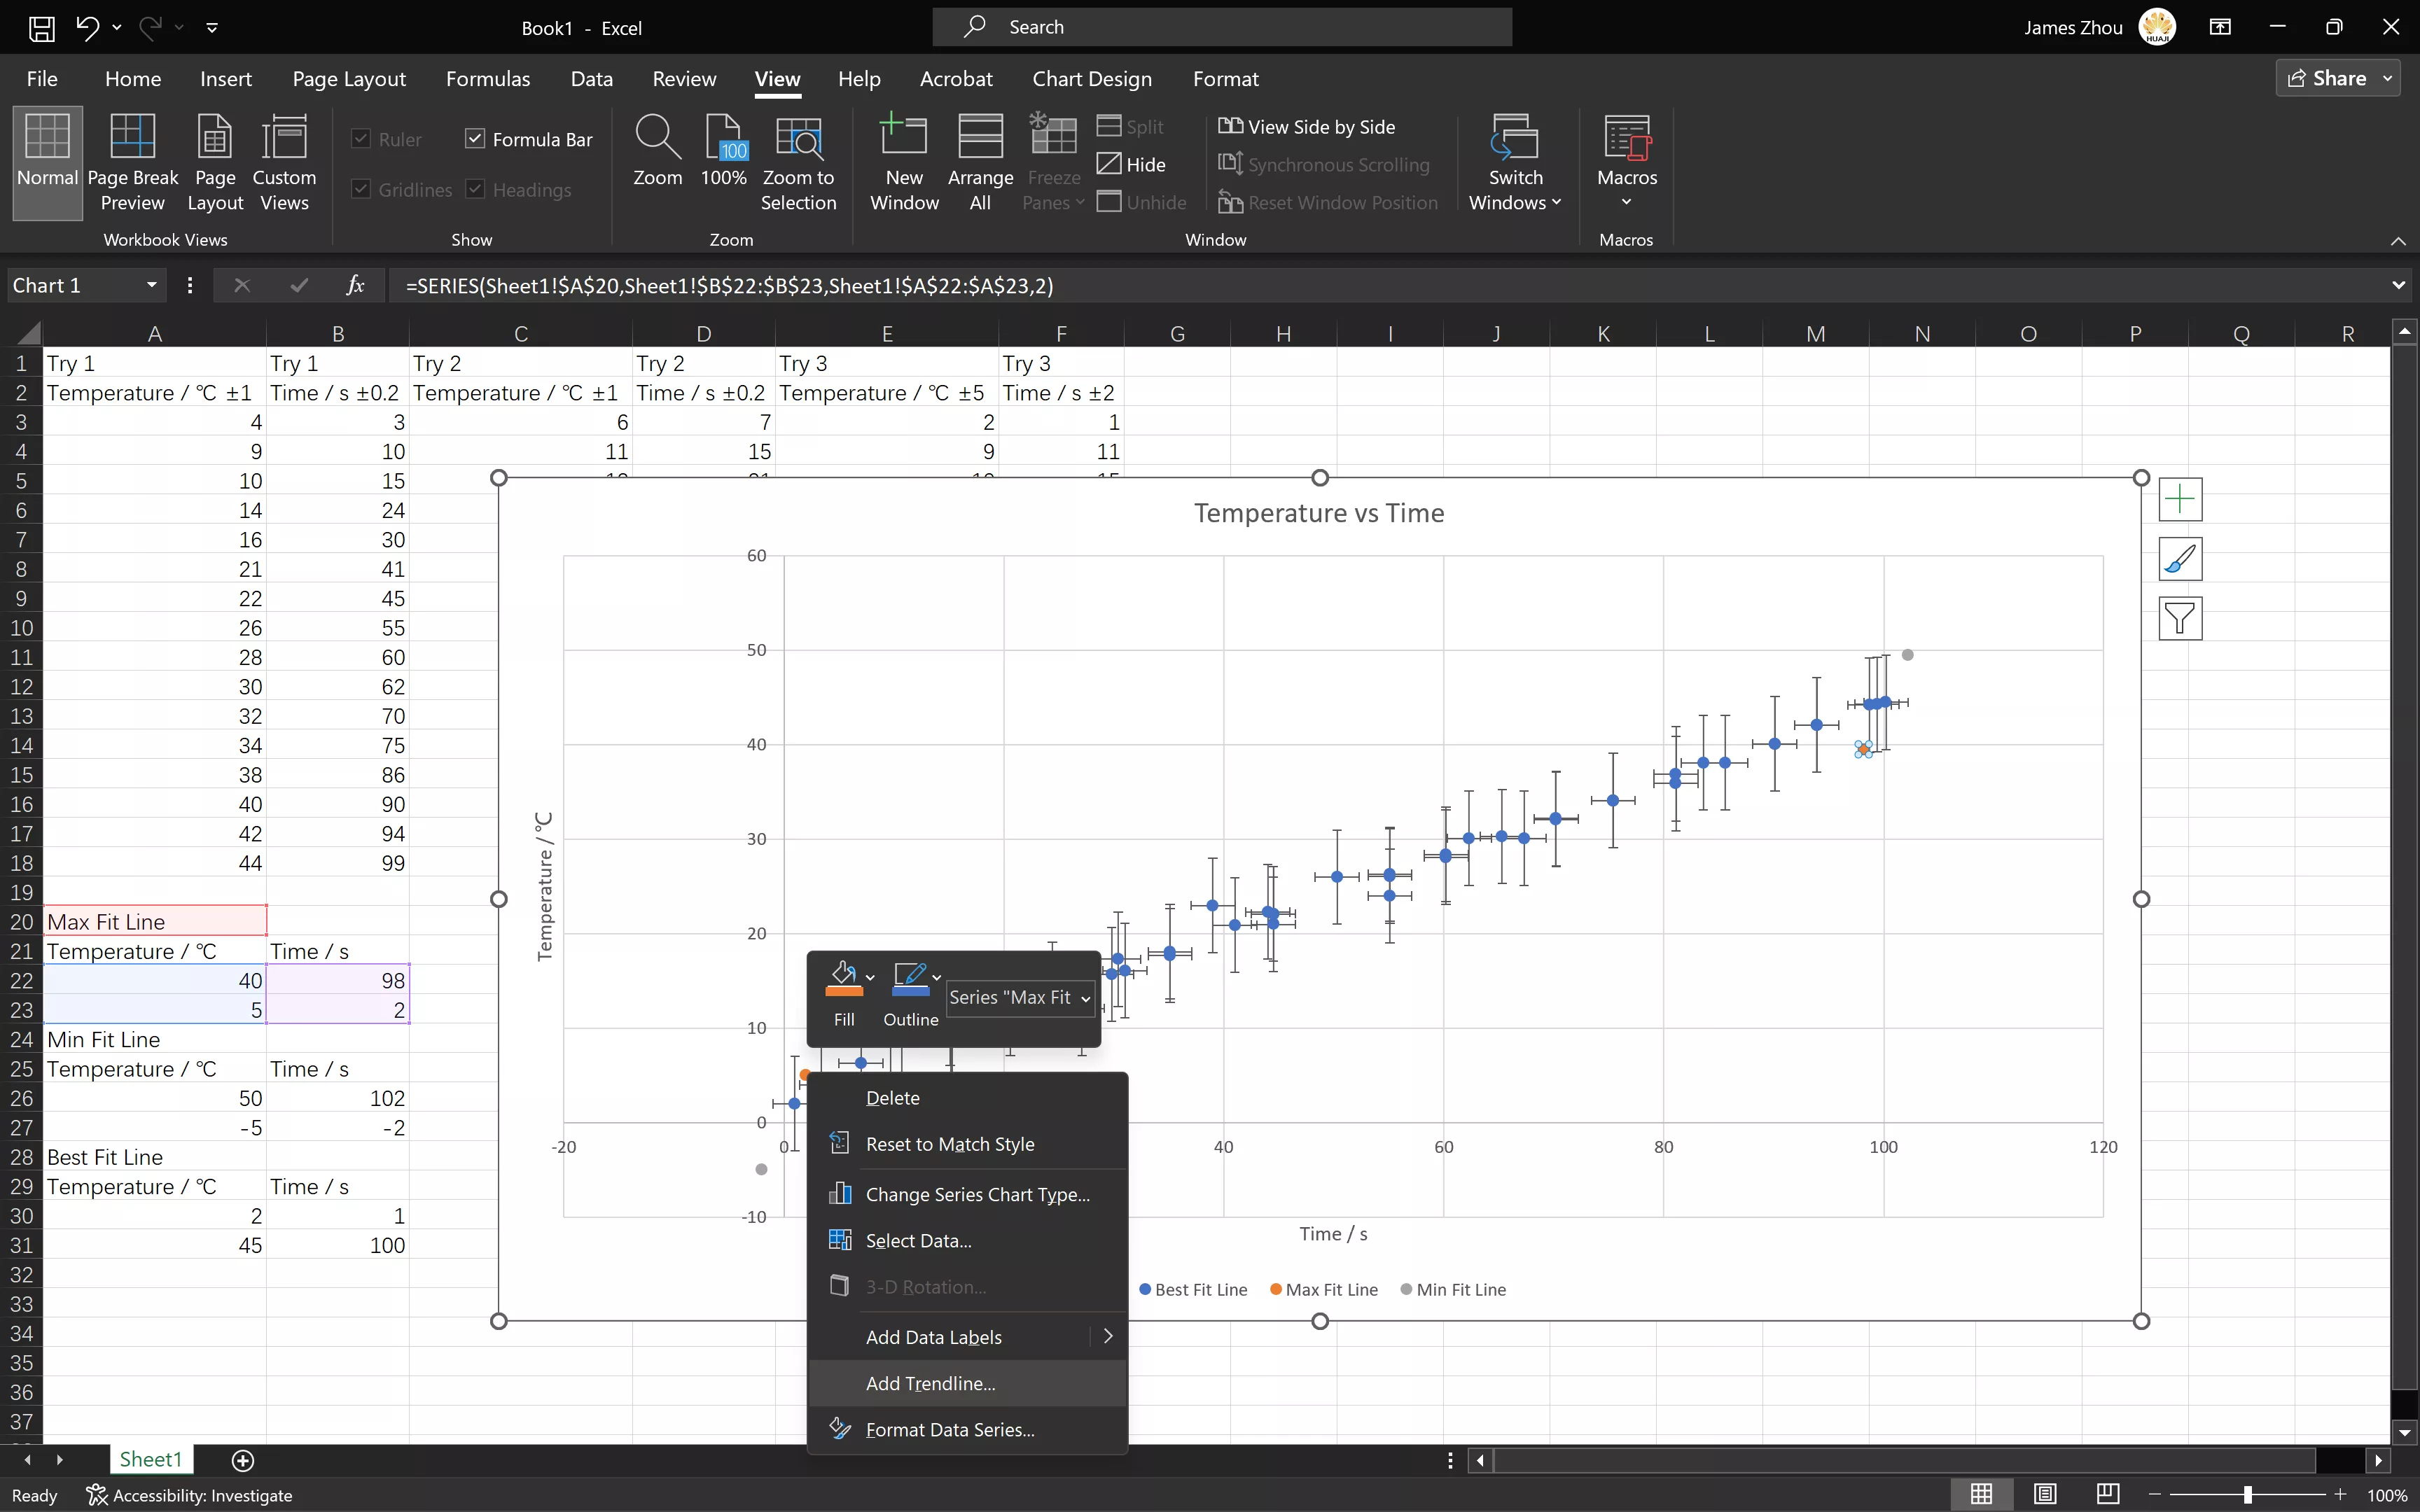 Book1 - Excel
Search
James Zhou
HUAJI
File Home Insert Page Layout Formulas Data Review View Help Acrobat Chart Design Format
Share
Normal
Page Break Preview
Page Layout
Custom Views
Workbook Views
Ruler
Formula Bar
Gridlines
Headings
Show
Zoom
100
100%
Zoom to Selection
Zoom
New Window
Arrange All
Freeze Panes
Split
Hide
Unhide
View Side by Side
Synchronous Scrolling
Reset Window Position
Window
Switch Windows
Macros
Macros
Chart 1
fx
=SERIES(Sheet1!$A$20,Sheet1!$B$22:$B$23,Sheet1!$A$22:$A$23,2)
A B C D E F G H I J K L M N O P Q R
1 Try 1 Try 1 Try 2 Try 2 Try 3 Try 3
2 Temperature / ℃ ±1 Time / s ±0.2 Temperature / ℃ ±1 Time / s ±0.2 Temperature / ℃ ±5 Time / s ±2
3 4 3 6 7 2 1
4 9 10 11 15 9 11
5 10 15
6 14 24
7 16 30
8 21 41
9 22 45
10 26 55
11 28 60
12 30 62
13 32 70
14 34 75
15 38 86
16 40 90
17 42 94
18 44 99
19
20 Max Fit Line
21 Temperature / ℃ Time / s
22 40 98
23 5 2
24 Min Fit Line
25 Temperature / ℃ Time / s
26 50 102
27 -5 -2
28 Best Fit Line
29 Temperature / ℃ Time / s
30 2 1
31 45 100
32
33
34
35
36
37
Temperature vs Time
60
50
40
30
20
10
0
-10
Temperature / ℃
-20 0 40 60 80 100 120
Time / s
Best Fit Line Max Fit Line Min Fit Line
Fill
Outline
Series "Max Fit
Delete
Reset to Match Style
Change Series Chart Type...
Select Data...
3-D Rotation...
Add Data Labels
Add Trendline...
Format Data Series...
Sheet1
Ready
Accessibility: Investigate
100%